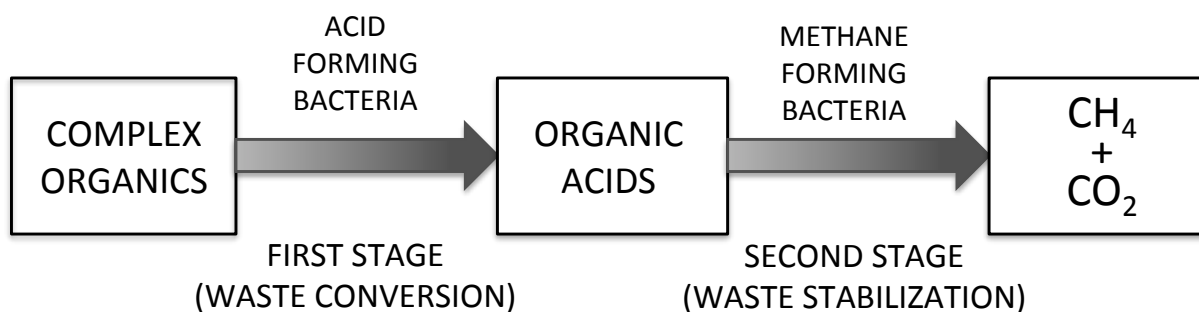 COMPLEX
ORGANICS
ACID
FORMING
BACTERIA
FIRST STAGE
(WASTE CONVERSION)
ORGANIC
ACIDS
METHANE
FORMING
BACTERIA
SECOND STAGE
(WASTE STABILIZATION)
CH₄
+
CO₂